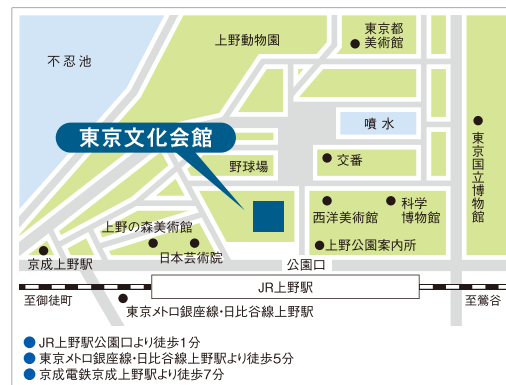 東京都
美術館
上野動物園
不忍池
噴水
東京文化会館
東京国立博物館
野球場
交番
西洋美術館
科学
博物館
上野の森美術館
日本芸術院
上野公園案内所
京成上野駅
公園口
JR上野駅
至御徒町
至鶯谷
東京メトロ銀座線・日比谷線上野駅
● JR上野駅公園口より徒歩1分
● 東京メトロ銀座線・日比谷線上野駅より徒歩5分
● 京成電鉄京成上野駅より徒歩7分